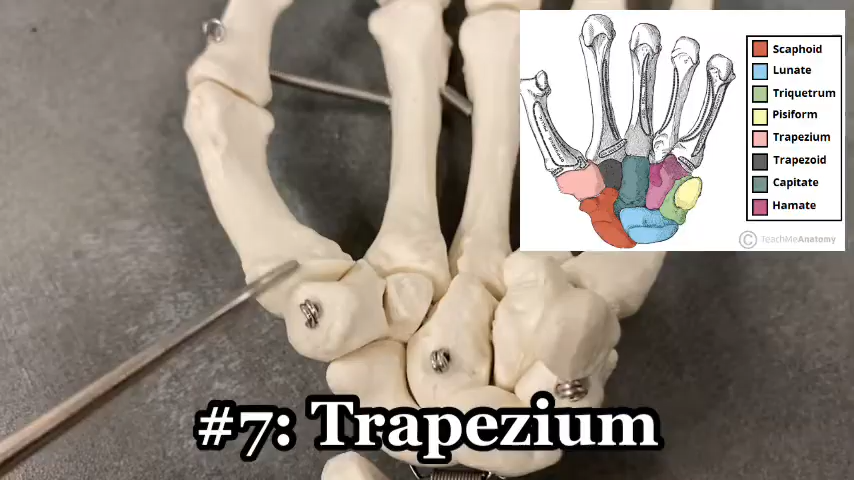 Scaphoid
Lunate
Triquetrum
Pisiform
Trapezium
Trapezoid
Capitate
Hamate
© TeachMeAnatomy
#7: Trapezium